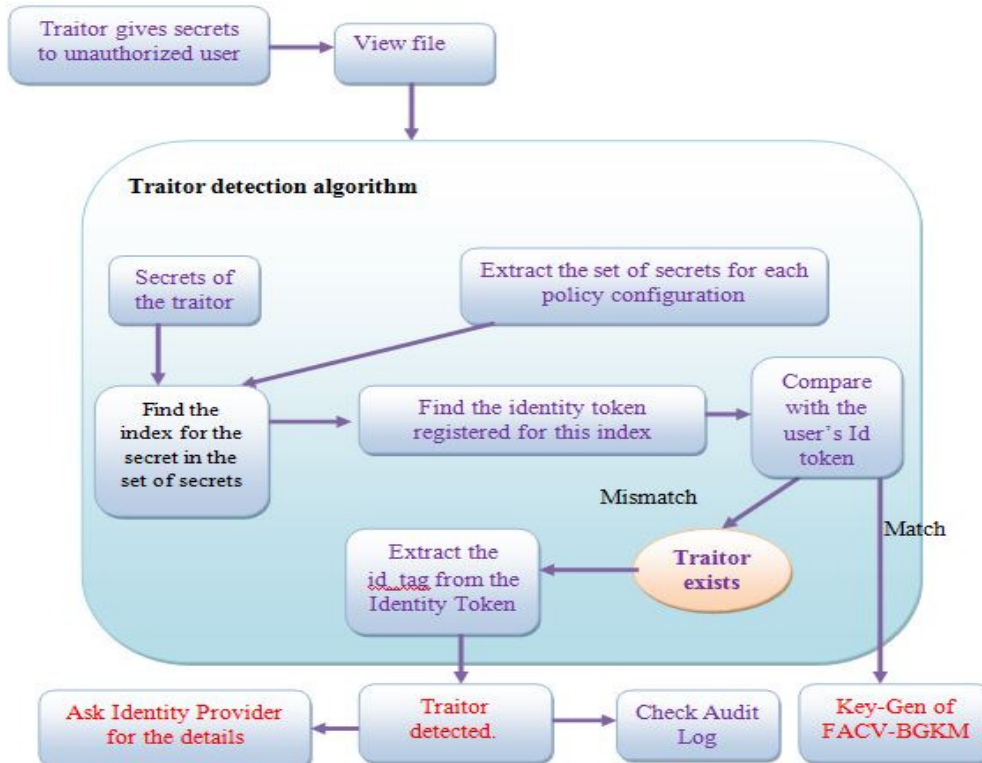 Traitor gives secrets
to unauthorized user
View file
Traitor detection algorithm
Secrets of
the traitor
Extract the set of secrets for each
policy configuration
Find the
index for the
secret in the
set of secrets
Find the identity token
registered for this index
Compare
with the
user's Id
token
Mismatch
Match
Traitor
exists
Extract the
id_tag from the
Identity Token
Ask Identity Provider
for the details
Traitor
detected.
Check Audit
Log
Key-Gen of
FACV-BGKM